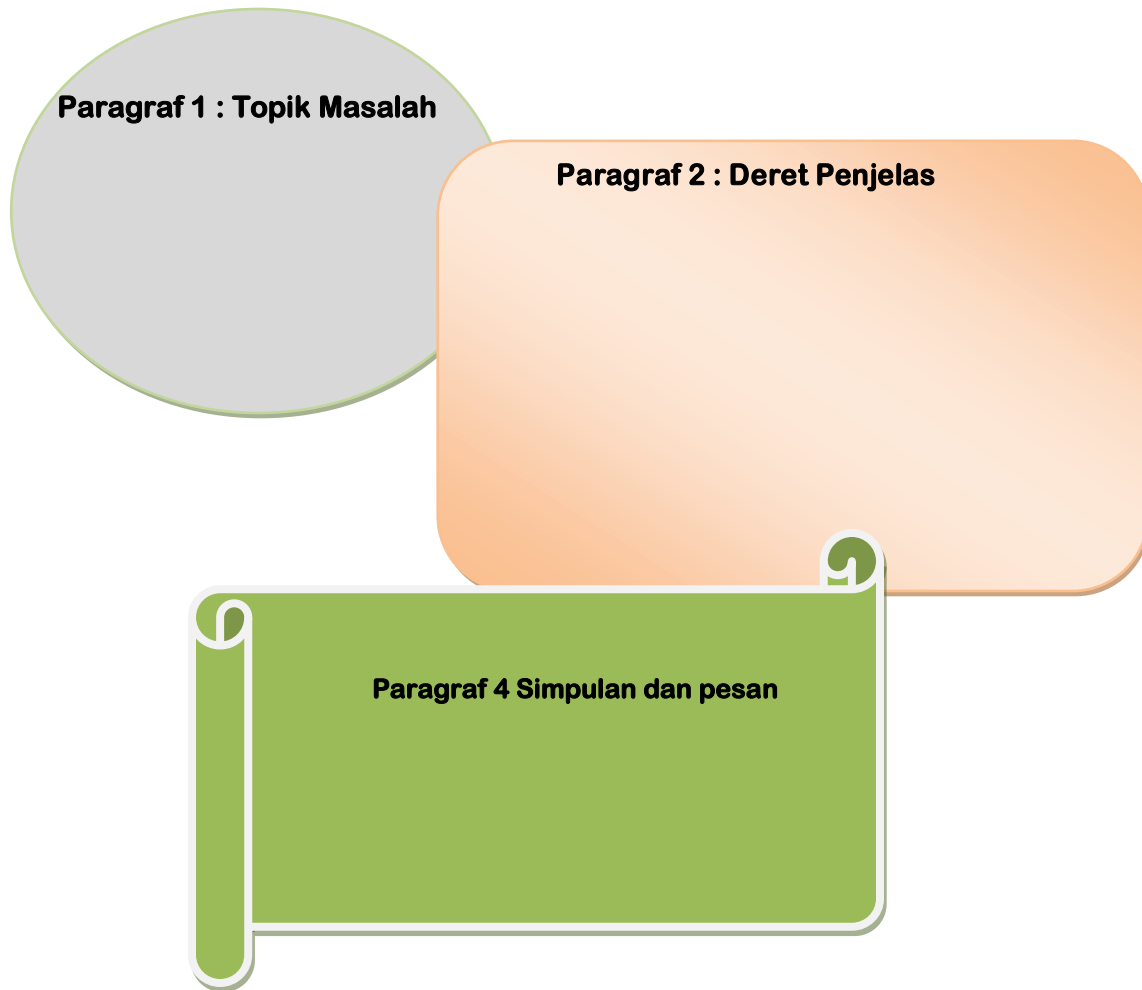 Paragraf 1 : Topik Masalah
Paragraf 2 : Deret Penjelas
Paragraf 4 Simpulan dan pesan